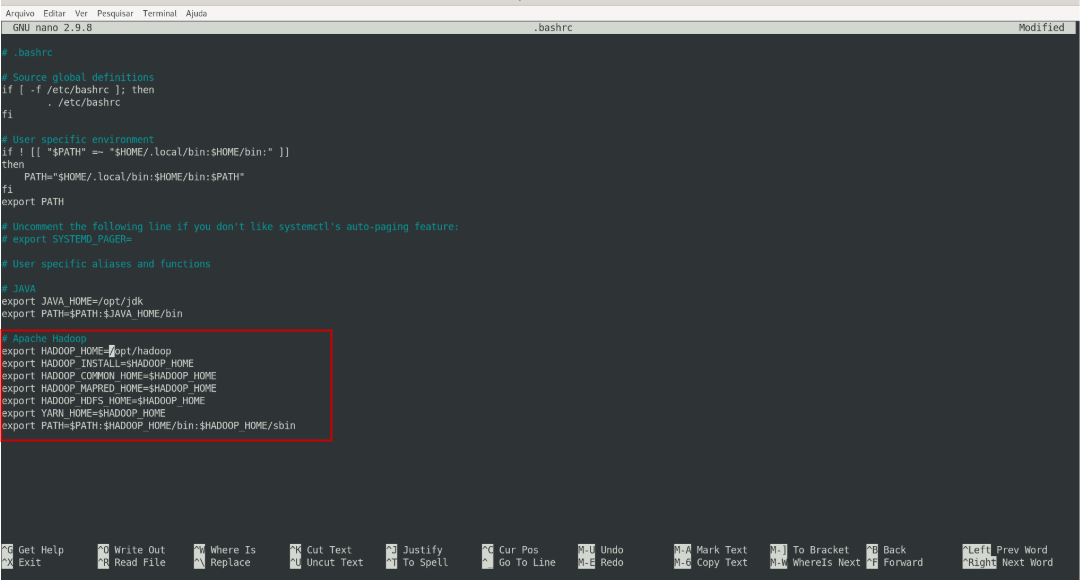 Arquivo Editar Ver Pesquisar Terminal Ajuda
GNU nano 2.9.8 .bashrc Modified
# .bashrc
# Source global definitions
if [ -f /etc/bashrc ]; then
. /etc/bashrc
fi
# User specific environment
if ! [[ "$PATH" =~ "$HOME/.local/bin:$HOME/bin:" ]]
then
PATH="$HOME/.local/bin:$HOME/bin:$PATH"
fi
export PATH
# Uncomment the following line if you don't like systemctl's auto-paging feature:
# export SYSTEMD_PAGER=
# User specific aliases and functions
# JAVA
export JAVA_HOME=/opt/jdk
export PATH=$PATH:$JAVA_HOME/bin
# Apache Hadoop
export HADOOP_HOME=/opt/hadoop
export HADOOP_INSTALL=$HADOOP_HOME
export HADOOP_COMMON_HOME=$HADOOP_HOME
export HADOOP_MAPRED_HOME=$HADOOP_HOME
export HADOOP_HDFS_HOME=$HADOOP_HOME
export YARN_HOME=$HADOOP_HOME
export PATH=$PATH:$HADOOP_HOME/bin:$HADOOP_HOME/sbin
^G Get Help ^O Write Out ^W Where Is ^K Cut Text ^J Justify ^C Cur Pos M-U Undo M-A Mark Text M-] To Bracket ^B Back ^Left Prev Word
^X Exit ^R Read File ^\ Replace ^U Uncut Text ^T To Spell ^_ Go To Line M-E Redo M-6 Copy Text M-W WhereIs Next ^F Forward ^Right Next Word